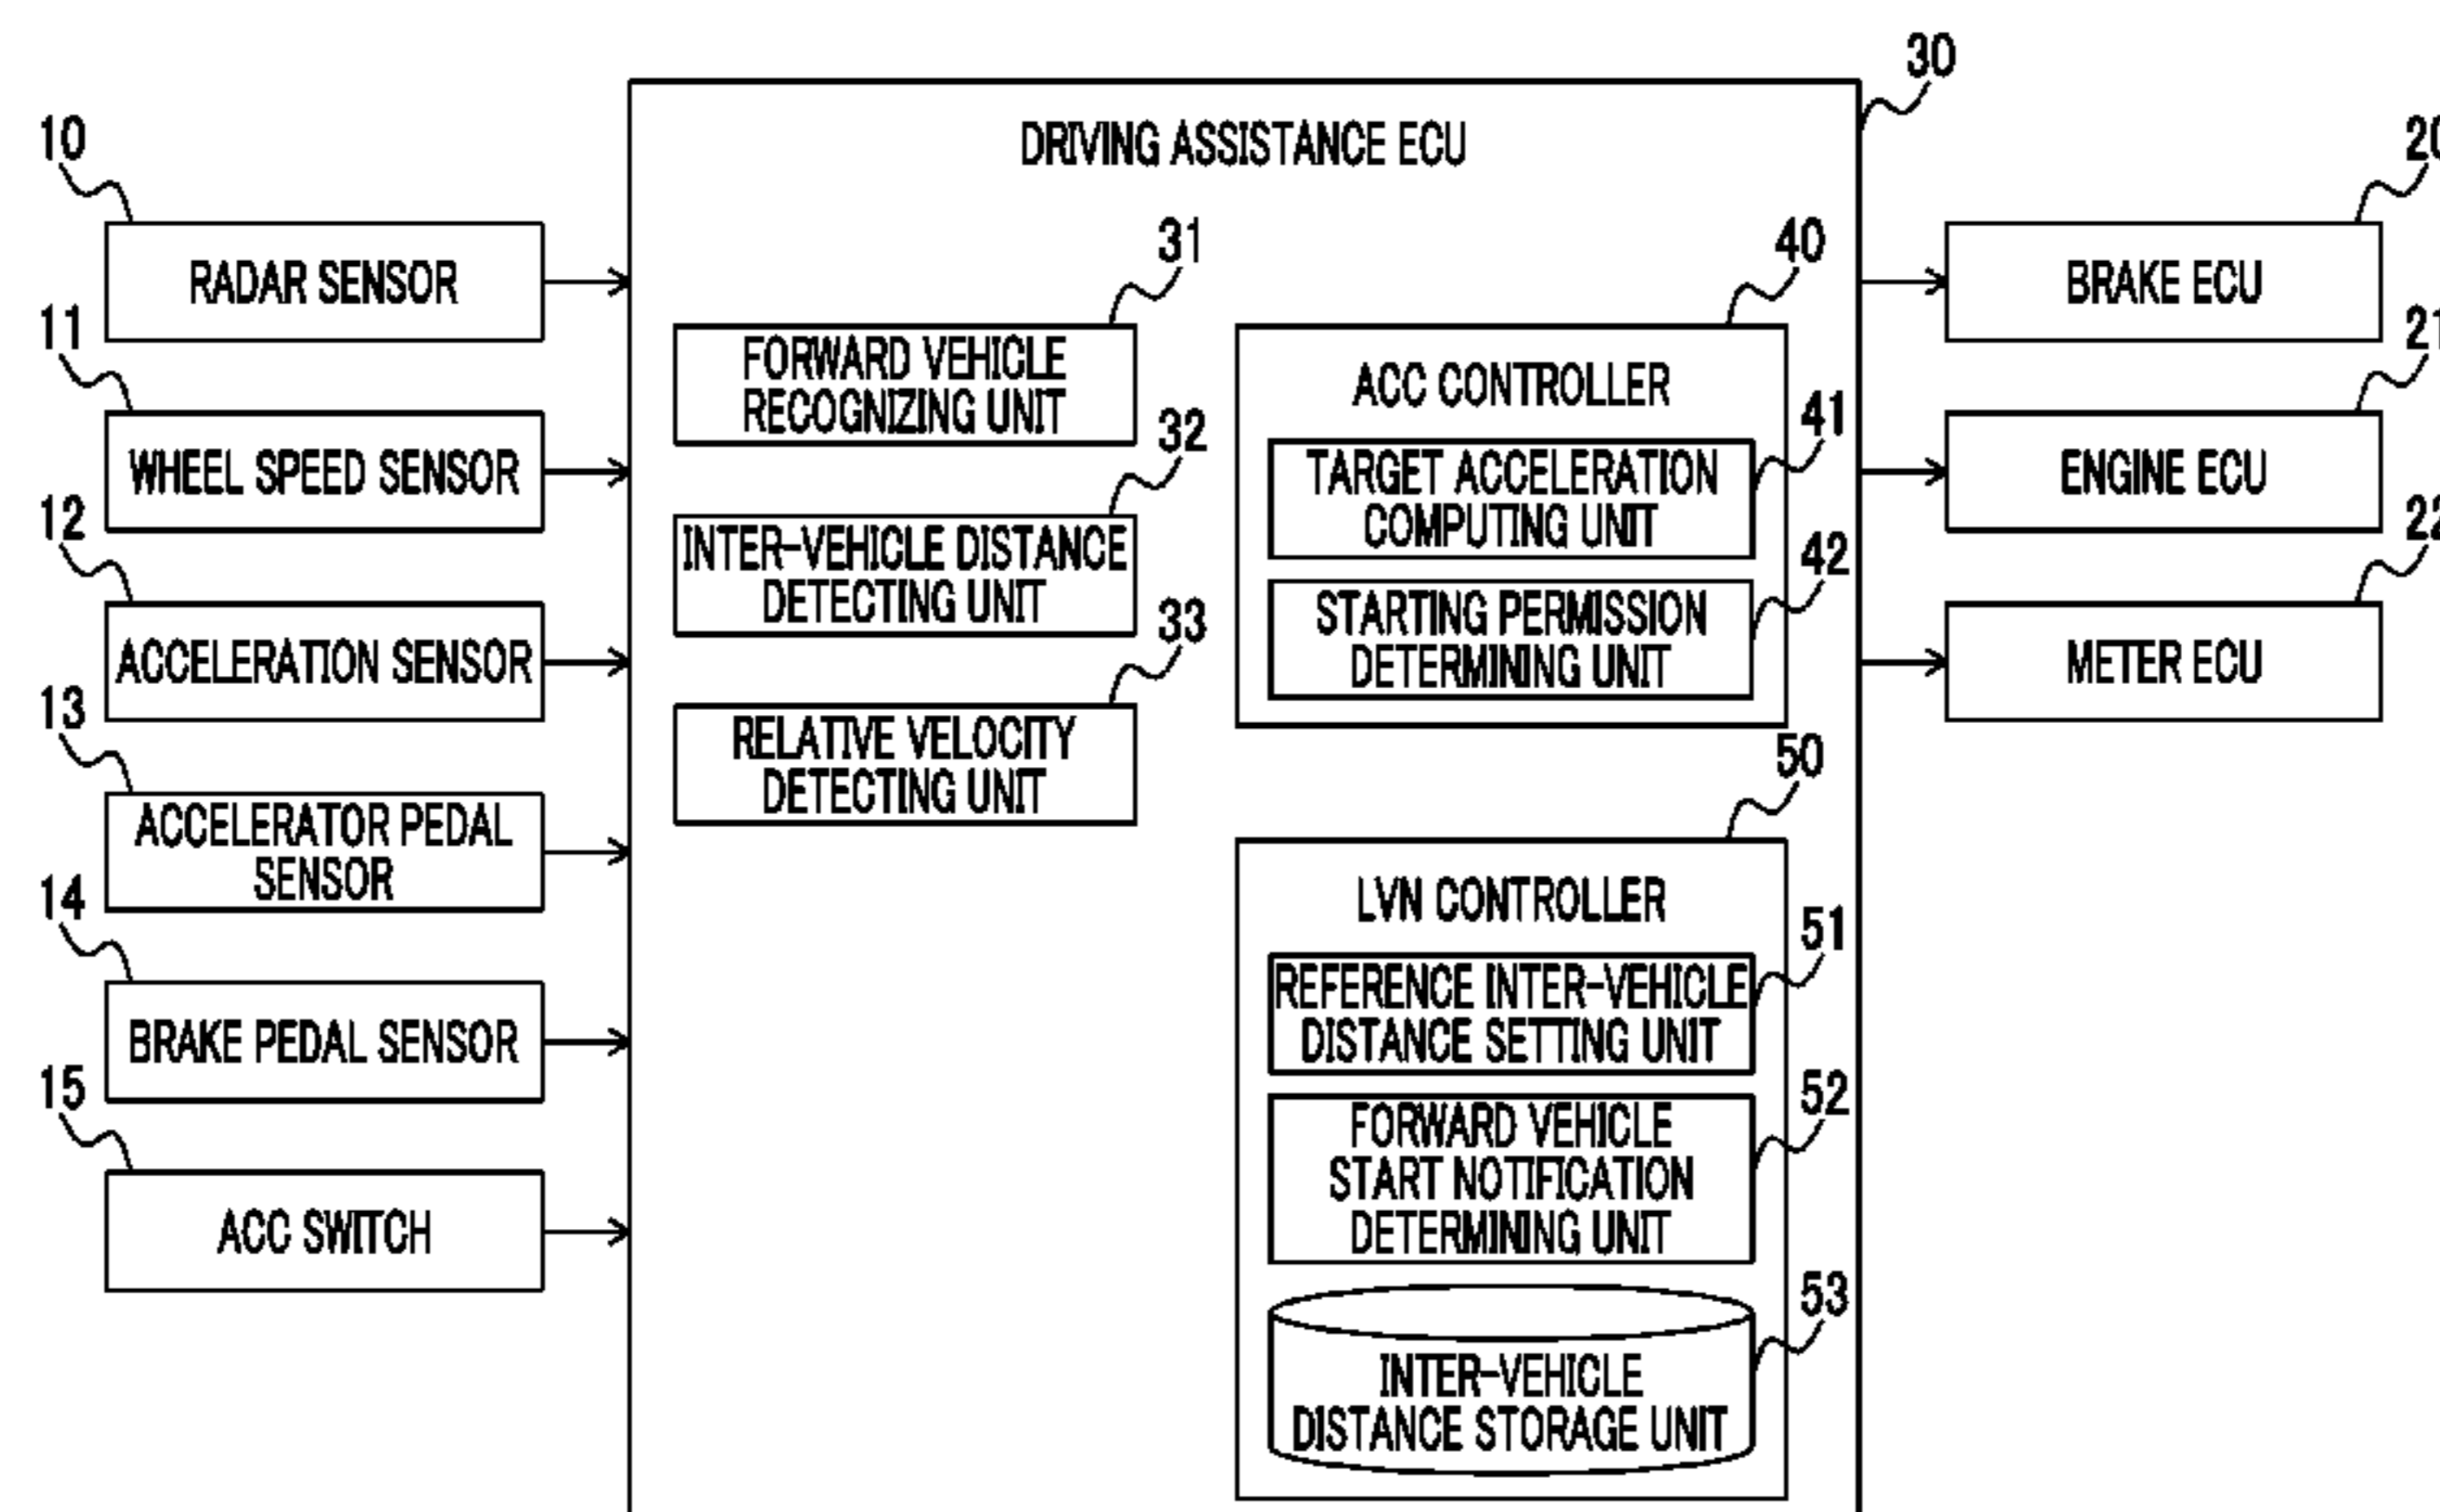 30
DRIVING ASSISTANCE ECU
10
RADAR SENSOR
11
WHEEL SPEED SENSOR
12
ACCELERATION SENSOR
13
ACCELERATOR PEDAL
SENSOR
14
BRAKE PEDAL SENSOR
15
ACC SWITCH
31
FORWARD VEHICLE
RECOGNIZING UNIT
32
INTER-VEHICLE DISTANCE
DETECTING UNIT
33
RELATIVE VELOCITY
DETECTING UNIT
40
ACC CONTROLLER
41
TARGET ACCELERATION
COMPUTING UNIT
42
STARTING PERMISSION
DETERMINING UNIT
50
LVN CONTROLLER
51
REFERENCE INTER-VEHICLE
DISTANCE SETTING UNIT
52
FORWARD VEHICLE
START NOTIFICATION
DETERMINING UNIT
53
INTER-VEHICLE
DISTANCE STORAGE UNIT
20
BRAKE ECU
21
ENGINE ECU
22
METER ECU